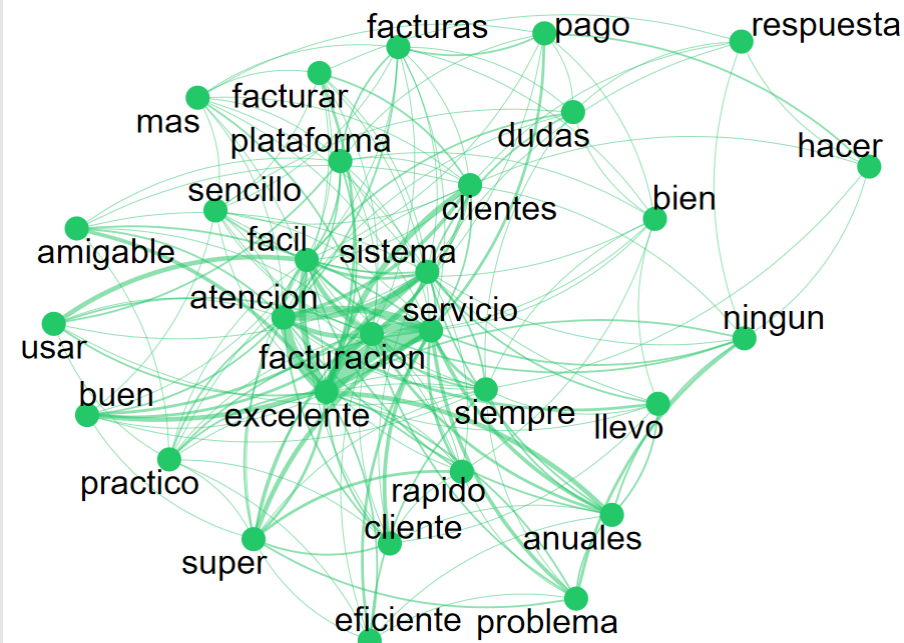 facturas
pago
respuesta
facturar
mas
plataforma
dudas
hacer
sencillo
clientes
bien
amigable
facil
sistema
atencion
servicio
ningun
usar
facturacion
buen
excelente
siempre
llevo
practico
rapido
cliente
anuales
super
eficiente
problema